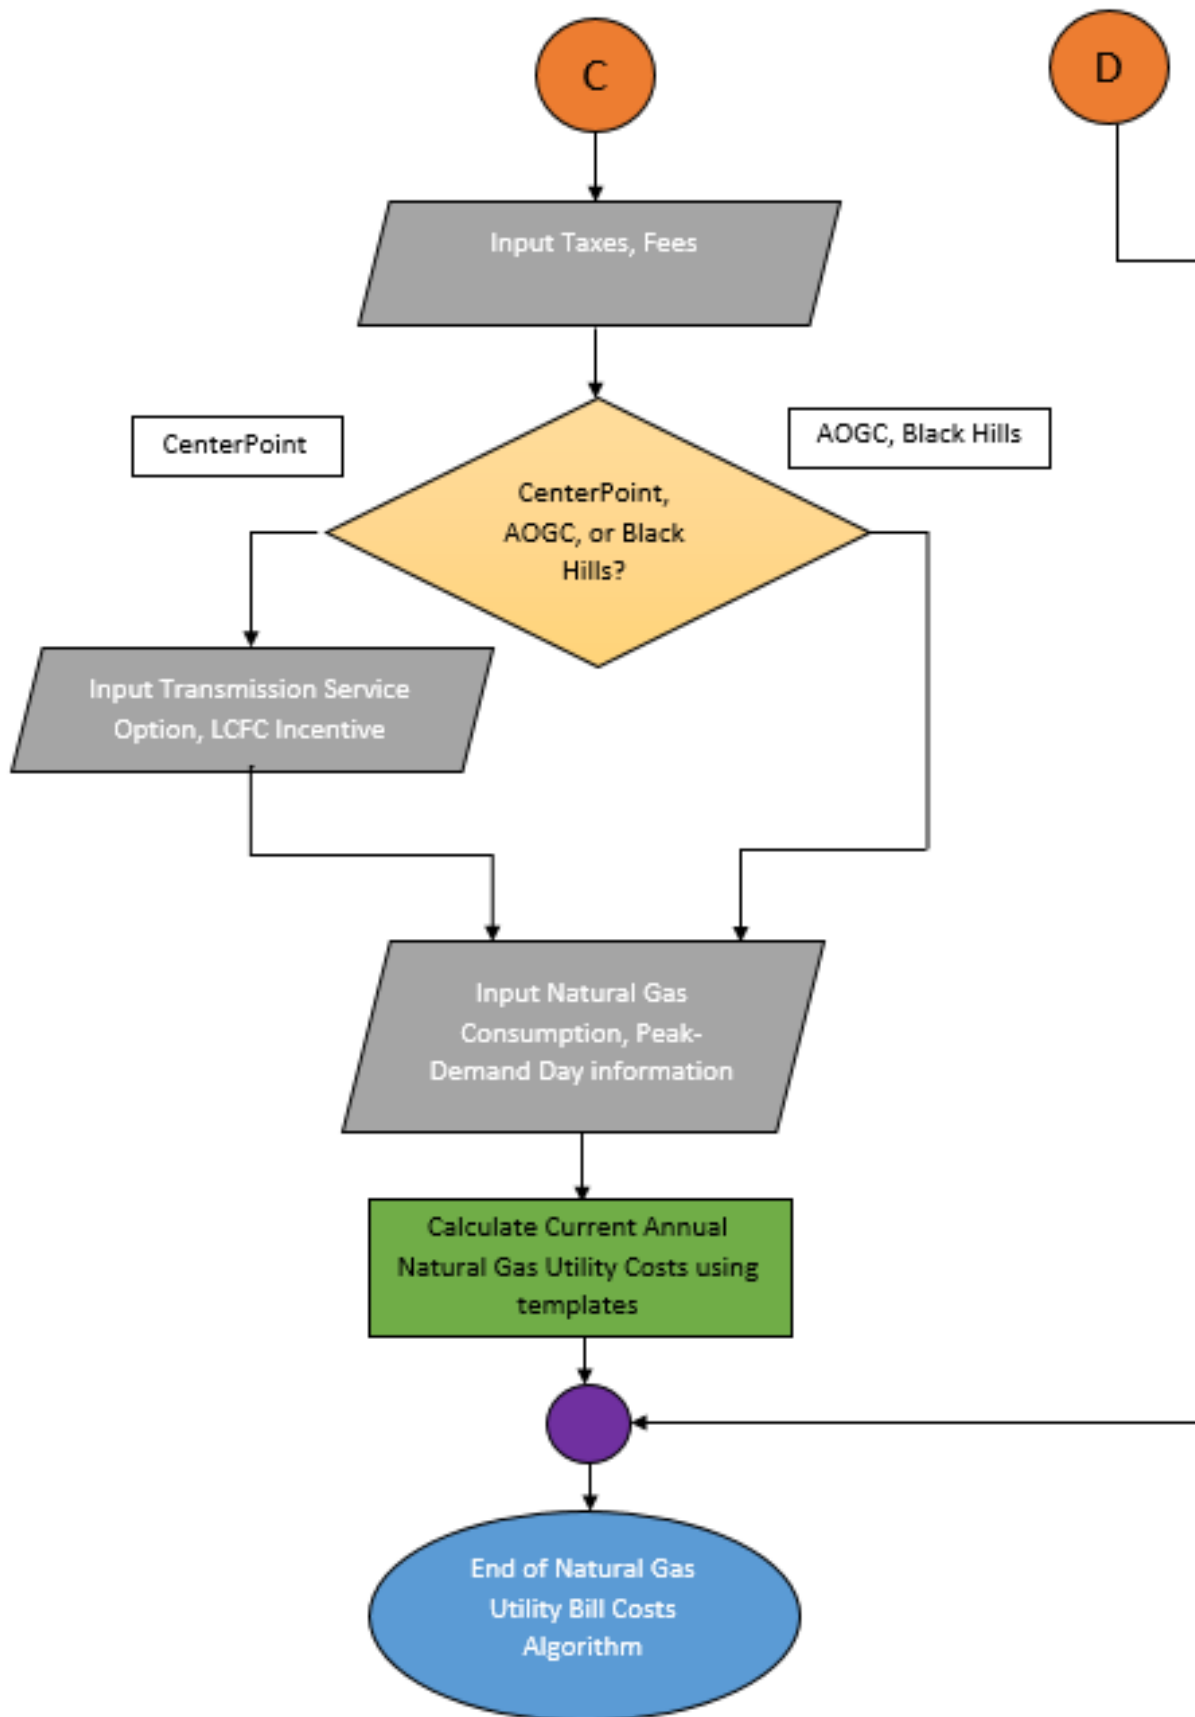 C
D
Input Taxes, Fees
CenterPoint
AOGC, Black Hills
CenterPoint,
AOGC, or Black
Hills?
Input Transmission Service
Option, LCFC Incentive
Input Natural Gas
Consumption, Peak-
Demand Day information
Calculate Current Annual
Natural Gas Utility Costs using
templates
End of Natural Gas
Utility Bill Costs
Algorithm